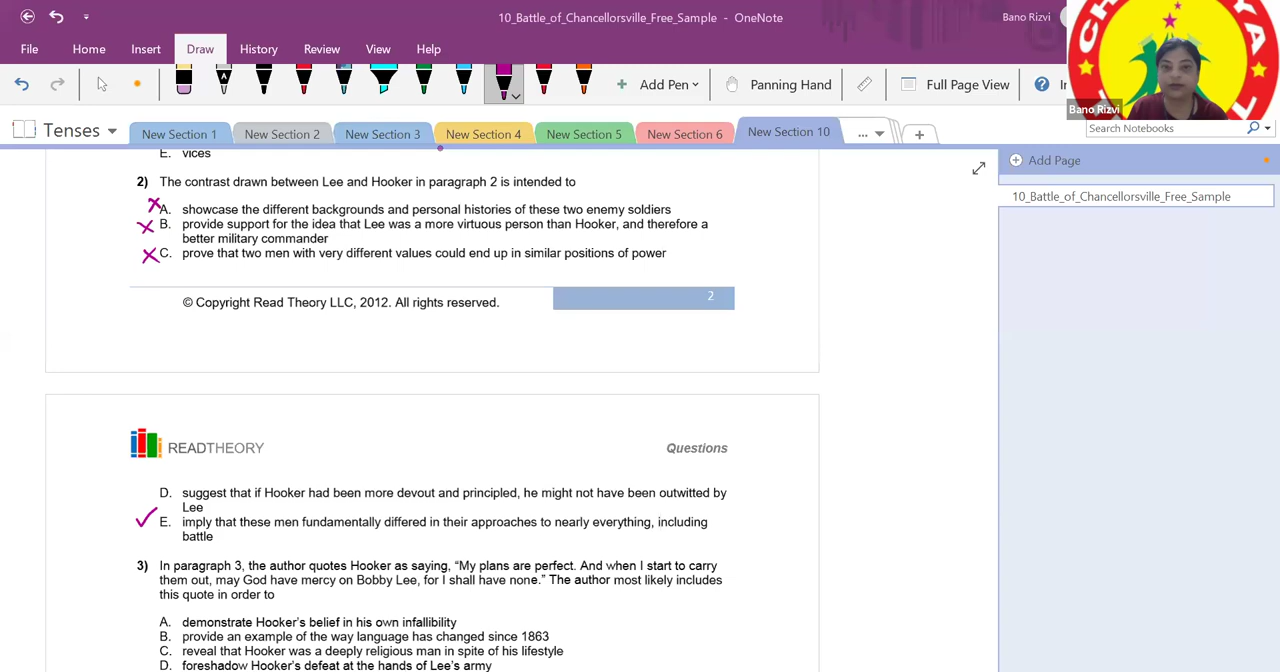 10_Battle_of_Chancellorsville_Free_Sample - OneNote
Bano Rizvi
File Home Insert Draw History Review View Help
Add Pen Panning Hand Full Page View
Tenses New Section 1 New Section 2 New Section 3 New Section 4 New Section 5 New Section 6 New Section 10 ...
Bano Rizvi
Search Notebooks
Add Page
10_Battle_of_Chancellorsville_Free_Sample
E. vices
2) The contrast drawn between Lee and Hooker in paragraph 2 is intended to
A. showcase the different backgrounds and personal histories of these two enemy soldiers
B. provide support for the idea that Lee was a more virtuous person than Hooker, and therefore a
better military commander
C. prove that two men with very different values could end up in similar positions of power
© Copyright Read Theory LLC, 2012. All rights reserved. 2
READTHEORY Questions
D. suggest that if Hooker had been more devout and principled, he might not have been outwitted by
Lee
E. imply that these men fundamentally differed in their approaches to nearly everything, including
battle
3) In paragraph 3, the author quotes Hooker as saying, “My plans are perfect. And when I start to carry
them out, may God have mercy on Bobby Lee, for I shall have none.” The author most likely includes
this quote in order to
A. demonstrate Hooker's belief in his own infallibility
B. provide an example of the way language has changed since 1863
C. reveal that Hooker was a deeply religious man in spite of his lifestyle
D. foreshadow Hooker's defeat at the hands of Lee's army